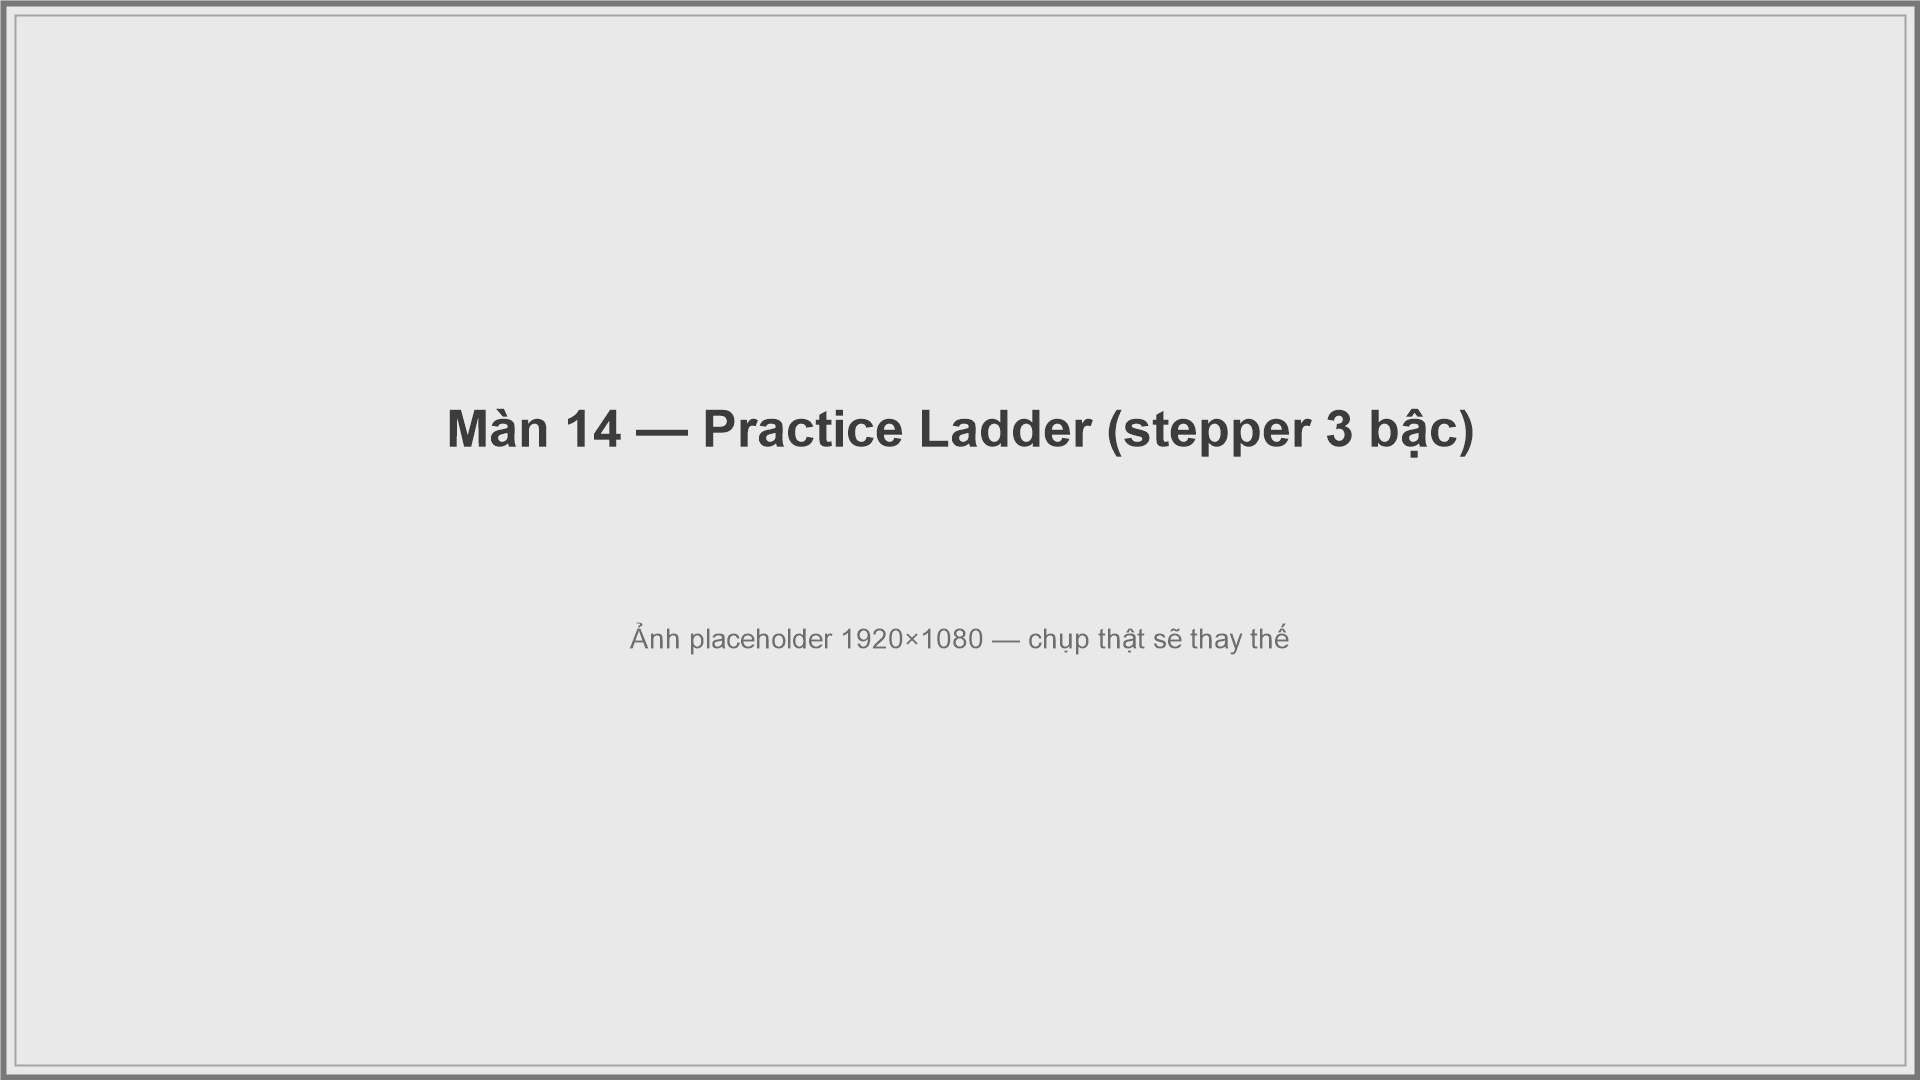 Màn 14 — Practice Ladder (stepper 3 bậc)
Ảnh placeholder 1920×1080 — chụp thật sẽ thay thế